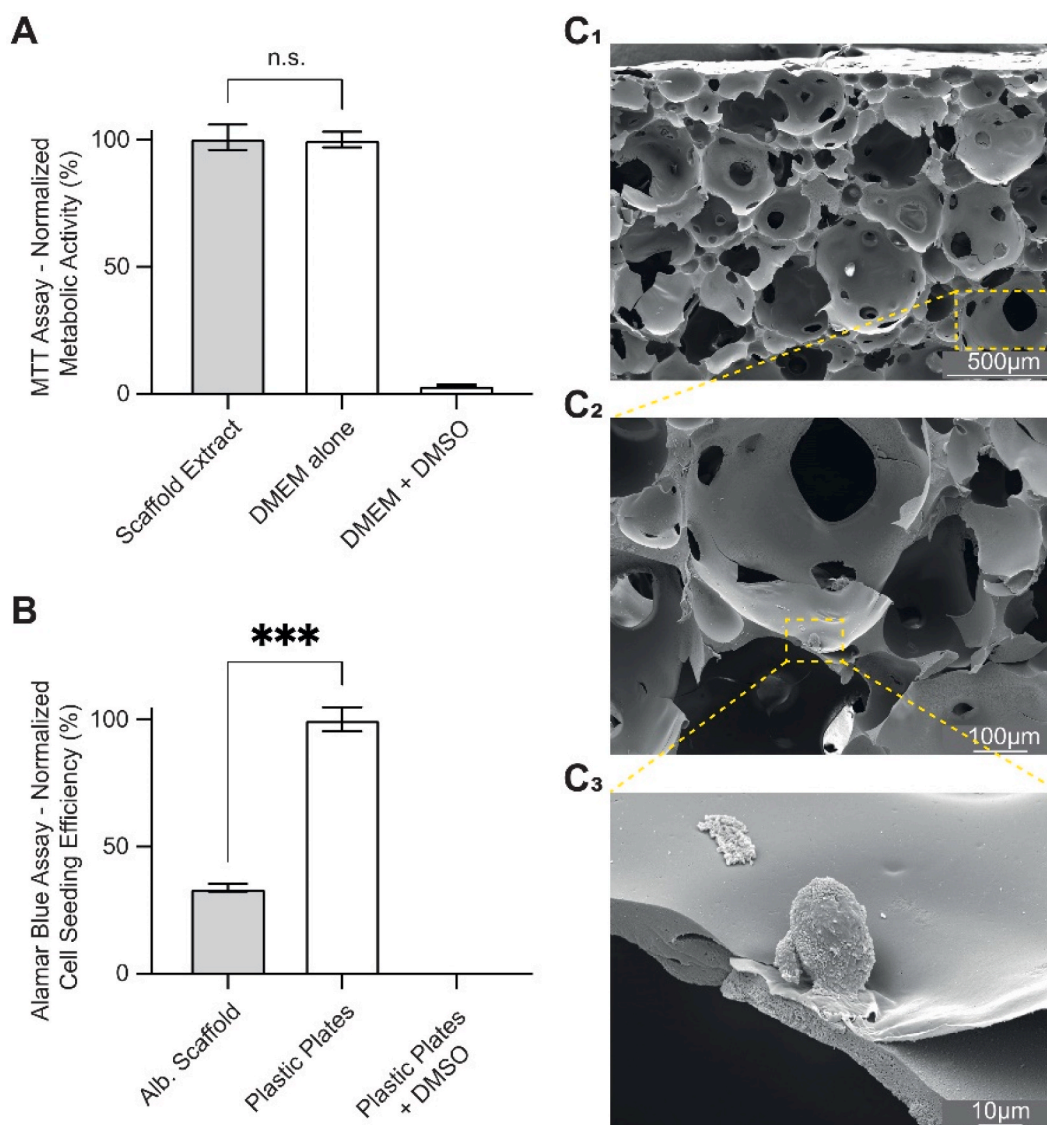 A
n.s.
MTT Assay - Normalized
Metabolic Activity (%)
100
50
0
Scaffold Extract
DMEM alone
DMEM + DMSO
B
***
Alamar Blue Assay - Normalized
Cell Seeding Efficiency (%)
100
50
0
Alb. Scaffold
Plastic Plates
Plastic Plates
+ DMSO
C₁
500µm
C₂
100µm
C₃
10µm